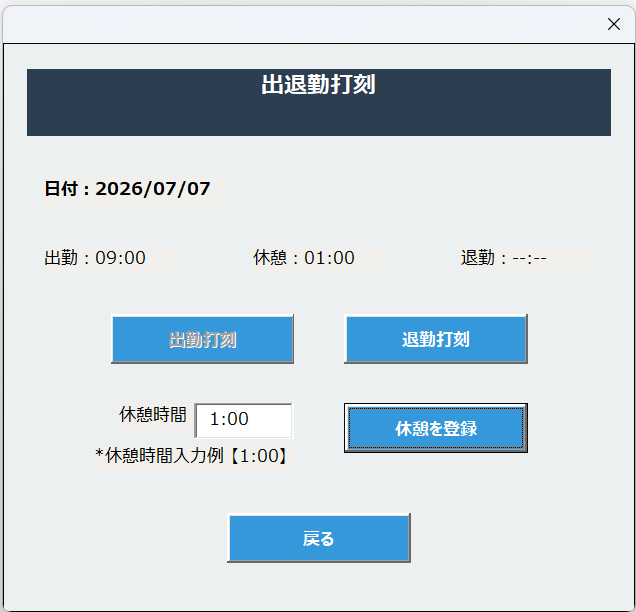 出退勤打刻
日付：2026/07/07
出勤：09:00 休憩：01:00 退勤：--:--
出勤打刻 退勤打刻
休憩時間 1:00 休憩を登録
*休憩時間入力例【1:00】
戻る